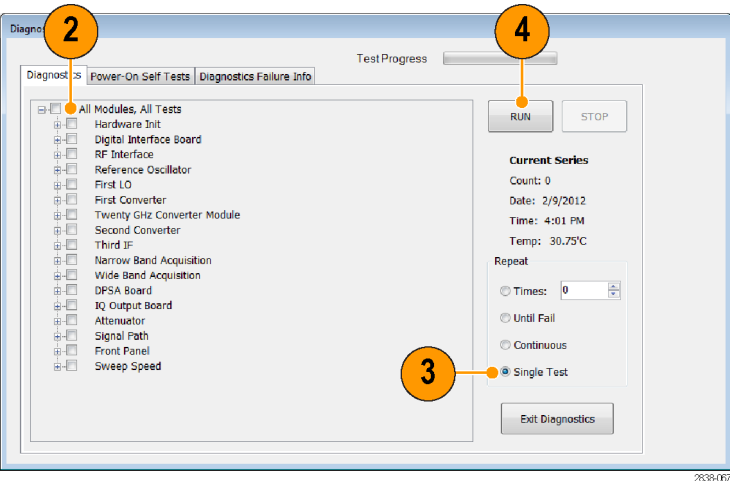 Diagnos
2
4
Test Progress
Diagnostics Power-On Self Tests Diagnostics Failure Info
All Modules, All Tests
Hardware Init
Digital Interface Board
RF Interface
Reference Oscillator
First LO
First Converter
Twenty GHz Converter Module
Second Converter
Third IF
Narrow Band Acquisition
Wide Band Acquisition
DPSA Board
IQ Output Board
Attenuator
Signal Path
Front Panel
Sweep Speed
RUN STOP
Current Series
Count: 0
Date: 2/9/2012
Time: 4:01 PM
Temp: 30.75'C
Repeat
Times: 0
Until Fail
Continuous
3
Single Test
Exit Diagnostics
2838-067